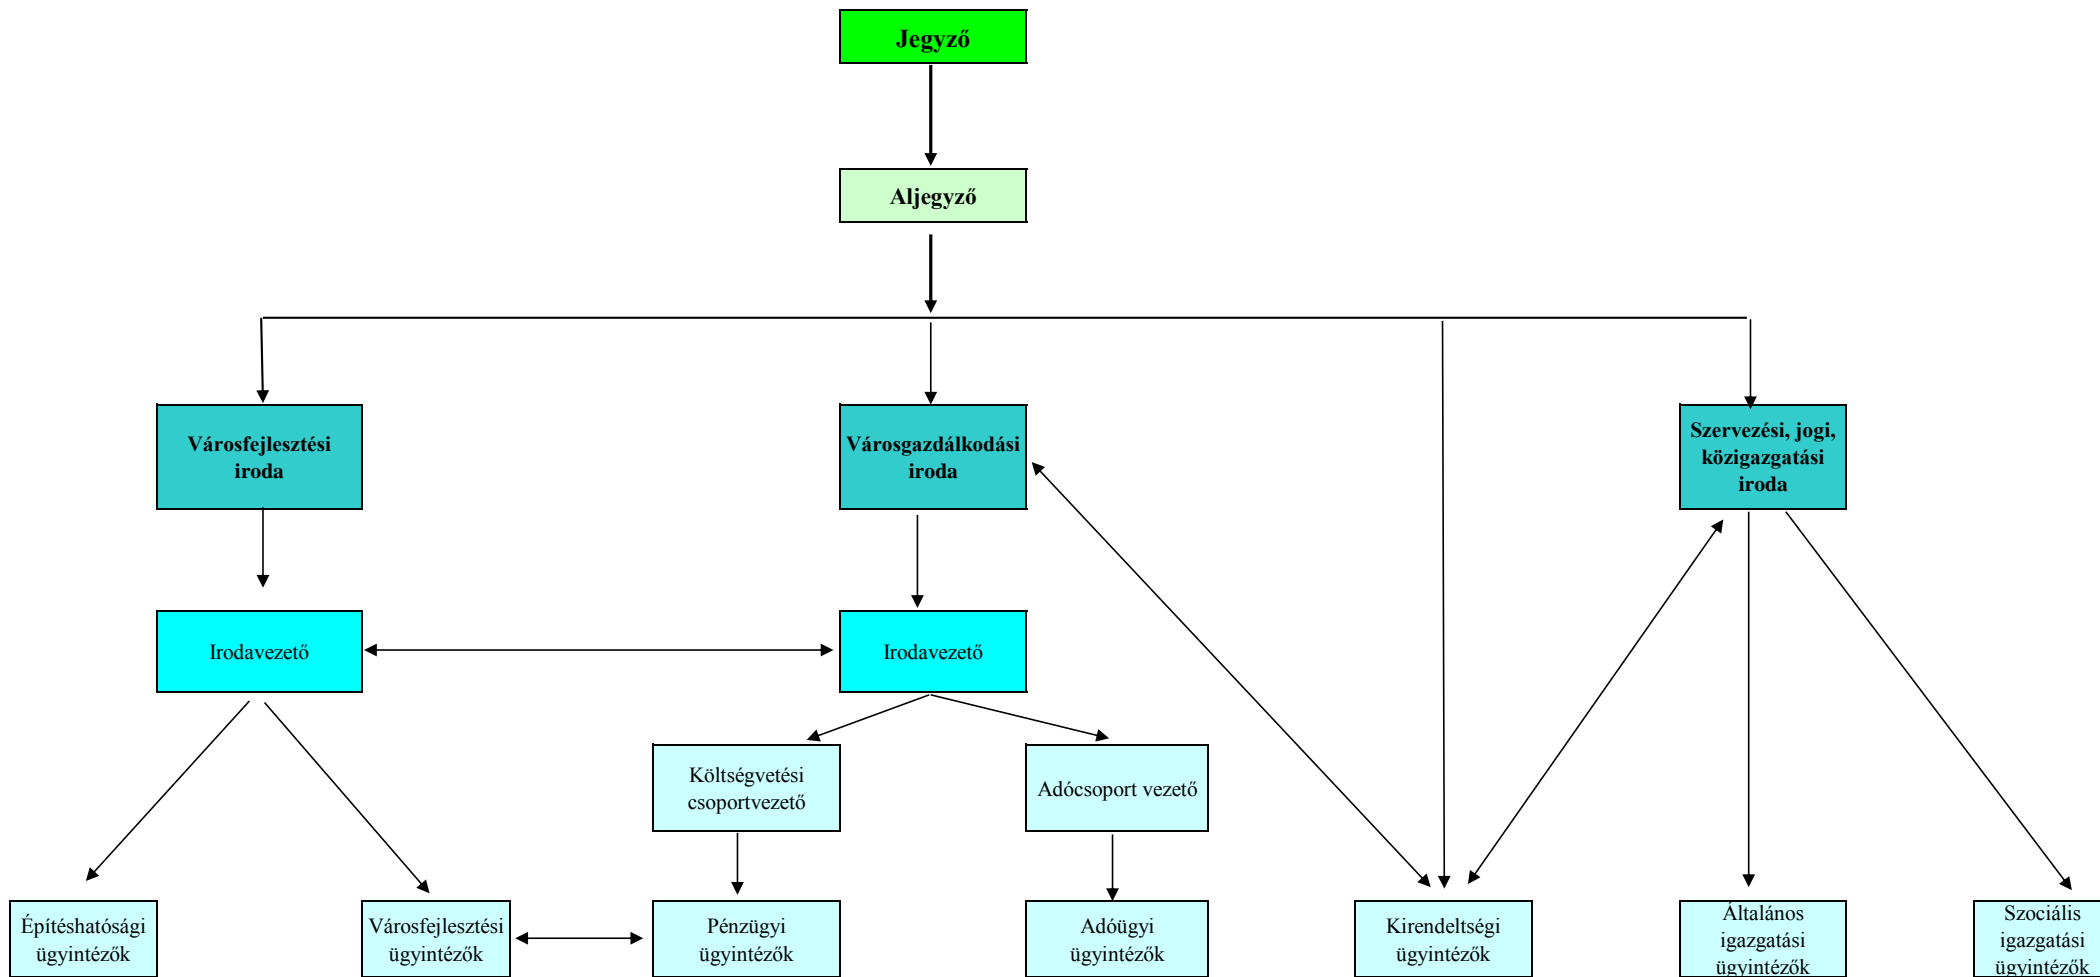 Jegyző
Aljegyző
Városfejlesztési
iroda
Városgazdálkodási
iroda
Szervezési, jogi,
közigazgatási
iroda
Irodavezető
Irodavezető
Költségvetési
csoportvezető
Adócsoport vezető
Építéshatósági
ügyintézők
Városfejlesztési
ügyintézők
Pénzügyi
ügyintézők
Adóügyi
ügyintézők
Kirendeltségi
ügyintézők
Általános
igazgatási
ügyintézők
Szociális
igazgatási
ügyintézők